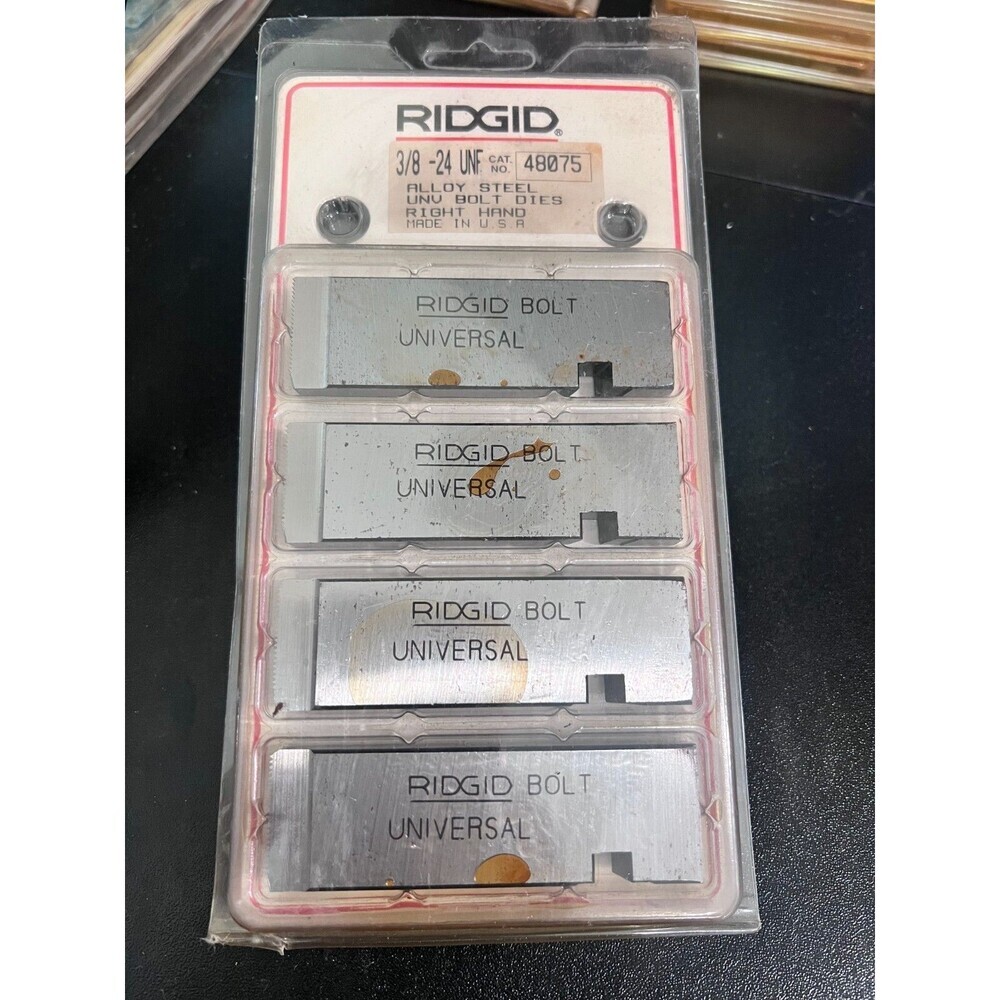 RIDGID®
3/8 -24 UNF CAT. NO. 48075
ALLOY STEEL
UNV BOLT DIES
RIGHT HAND
MADE IN U.S.A
RIDGID BOLT
UNIVERSAL
RIDGID BOLT
UNIVERSAL
RIDGID BOLT
UNIVERSAL
RIDGID BOLT
UNIVERSAL